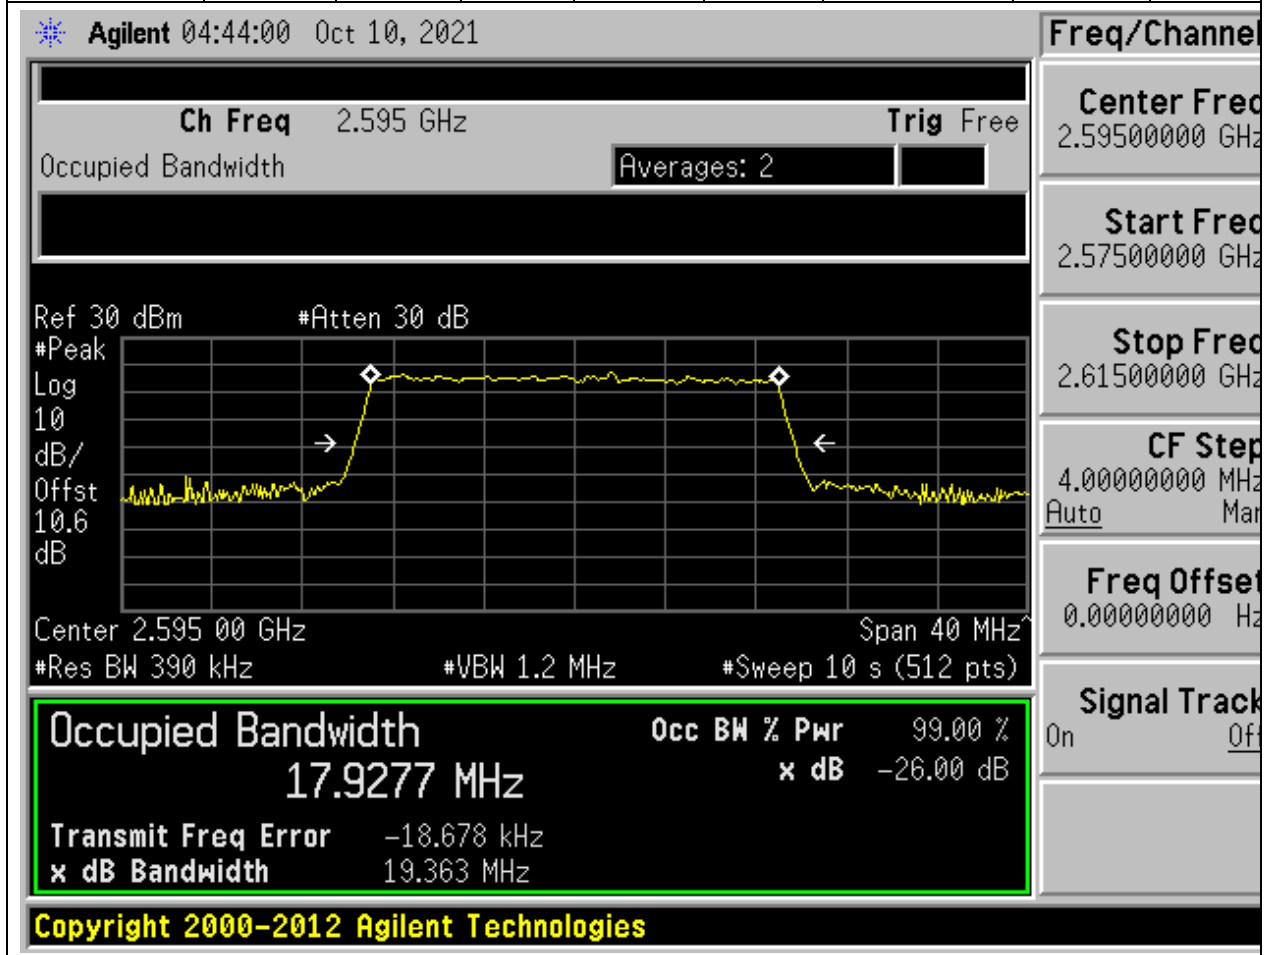 Agilent 04:44:00 Oct 10, 2021
Ch Freq 2.595 GHz Trig Free
Occupied Bandwidth Averages: 2
Ref 30 dBm #Atten 30 dB
#Peak
Log
10
dB/
Offst
10.6
dB
Center 2.595 00 GHz Span 40 MHz^
#Res BW 390 kHz #VBW 1.2 MHz #Sweep 10 s (512 pts)
Occupied Bandwidth Occ BW % Pwr 99.00 %
17.9277 MHz x dB -26.00 dB
Transmit Freq Error -18.678 kHz
x dB Bandwidth 19.363 MHz
Copyright 2000-2012 Agilent Technologies
Freq/Channel
Center Freq
2.59500000 GHz
Start Freq
2.57500000 GHz
Stop Freq
2.61500000 GHz
CF Step
4.00000000 MHz
Auto Man
Freq Offset
0.00000000 Hz
Signal Track
On Off